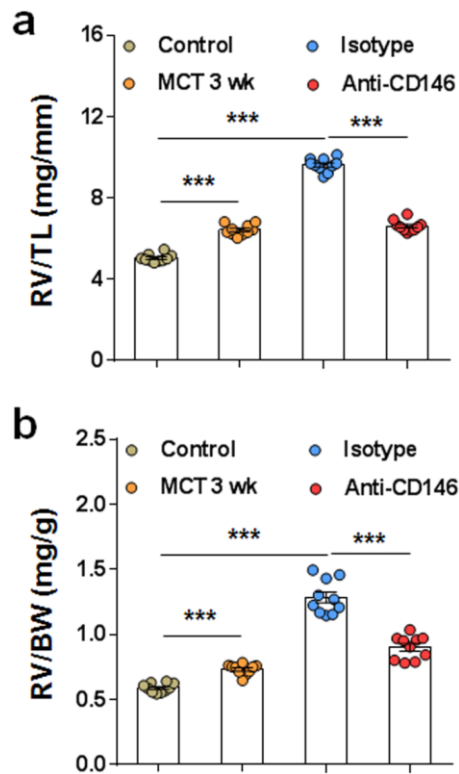 a
Control
Isotype
MCT 3 wk
Anti-CD146
RV/TL (mg/mm)
16
12
8
4
0
***
***
***
b
Control
Isotype
MCT 3 wk
Anti-CD146
RV/BW (mg/g)
2.5
2.0
1.5
1.0
0.5
0.0
***
***
***